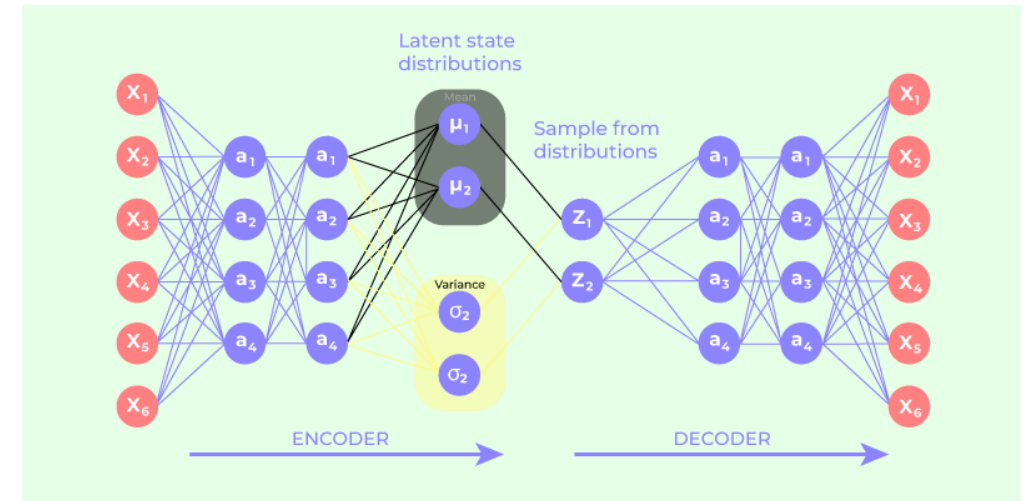 Latent state
distributions
Mean
Sample from
distributions
X₁
X₂
X₃
X₄
X₅
X₆
a₁
a₂
a₃
a₄
a₁
a₂
a₃
a₄
μ₁
μ₂
Variance
σ₂
σ₂
Z₁
Z₂
a₁
a₂
a₃
a₄
a₁
a₂
a₃
a₄
X₁
X₂
X₃
X₄
X₅
X₆
ENCODER
DECODER